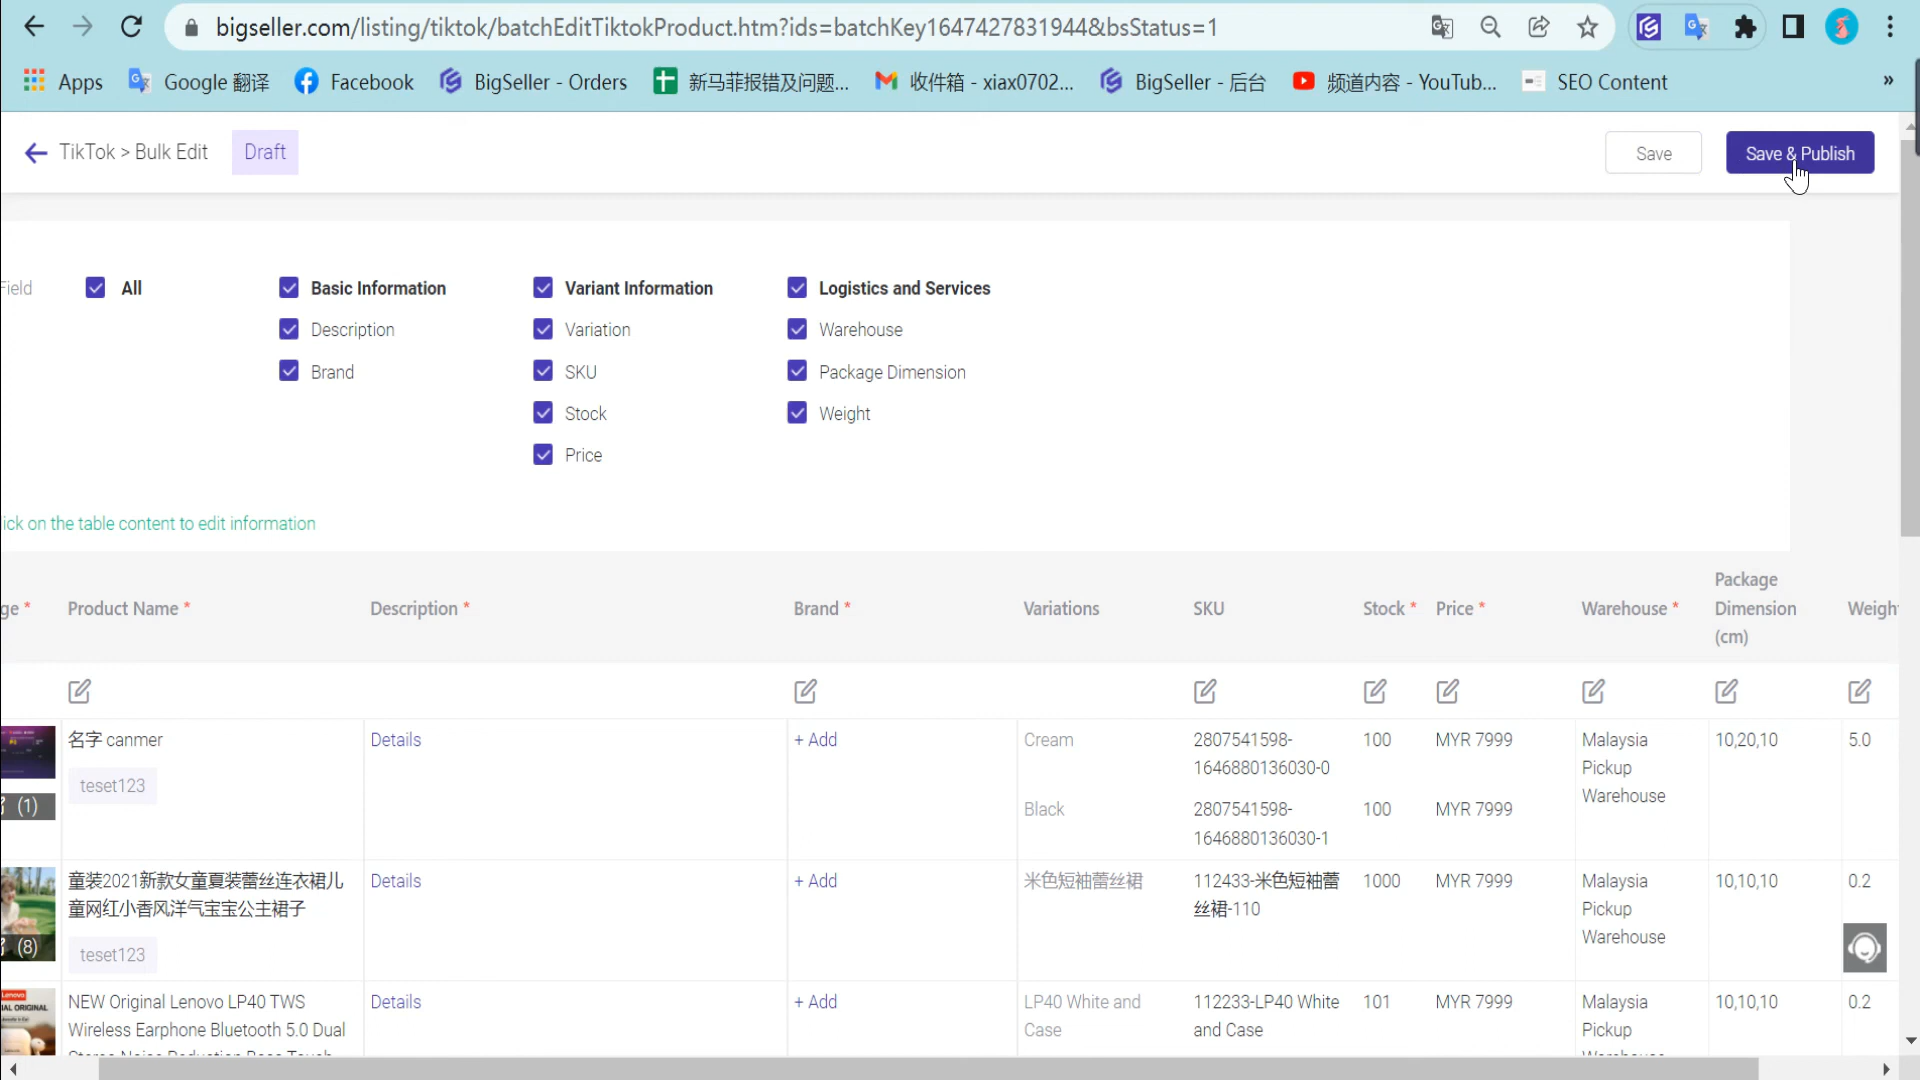 bigseller.com/listing/tiktok/batchEditTiktokProduct.htm?ids=batchKey1647427831944&bsStatus=1
Apps Google 翻译 Facebook BigSeller - Orders 新马菲报错及问题... 收件箱 - xiax0702... BigSeller - 后台 频道内容 - YouTub... SEO Content »
TikTok > Bulk Edit Draft Save Save & Publish
Field All Basic Information Variant Information Logistics and Services
Description Variation Warehouse
Brand SKU Package Dimension
Stock Weight
Price
ick on the table content to edit information
ge * Product Name * Description * Brand * Variations SKU Stock * Price * Warehouse * Package Dimension (cm) Weight
名字 canmer Details + Add Cream 2807541598- 100 MYR 7999 Malaysia 10,20,10 5.0
1646880136030-0 Pickup
teset123 Warehouse
(1) Black 2807541598- 100 MYR 7999
1646880136030-1
童装2021新款女童夏装蕾丝连衣裙儿 Details + Add 米色短袖蕾丝裙 112433-米色短袖蕾 1000 MYR 7999 Malaysia 10,10,10 0.2
童网红小香风洋气宝宝公主裙子 丝裙-110 Pickup
(8) teset123 Warehouse
Lenovo NEW Original Lenovo LP40 TWS Details + Add LP40 White and 112233-LP40 White 101 MYR 7999 Malaysia 10,10,10 0.2
IAL ORIGINAL Wireless Earphone Bluetooth 5.0 Dual Case and Case Pickup